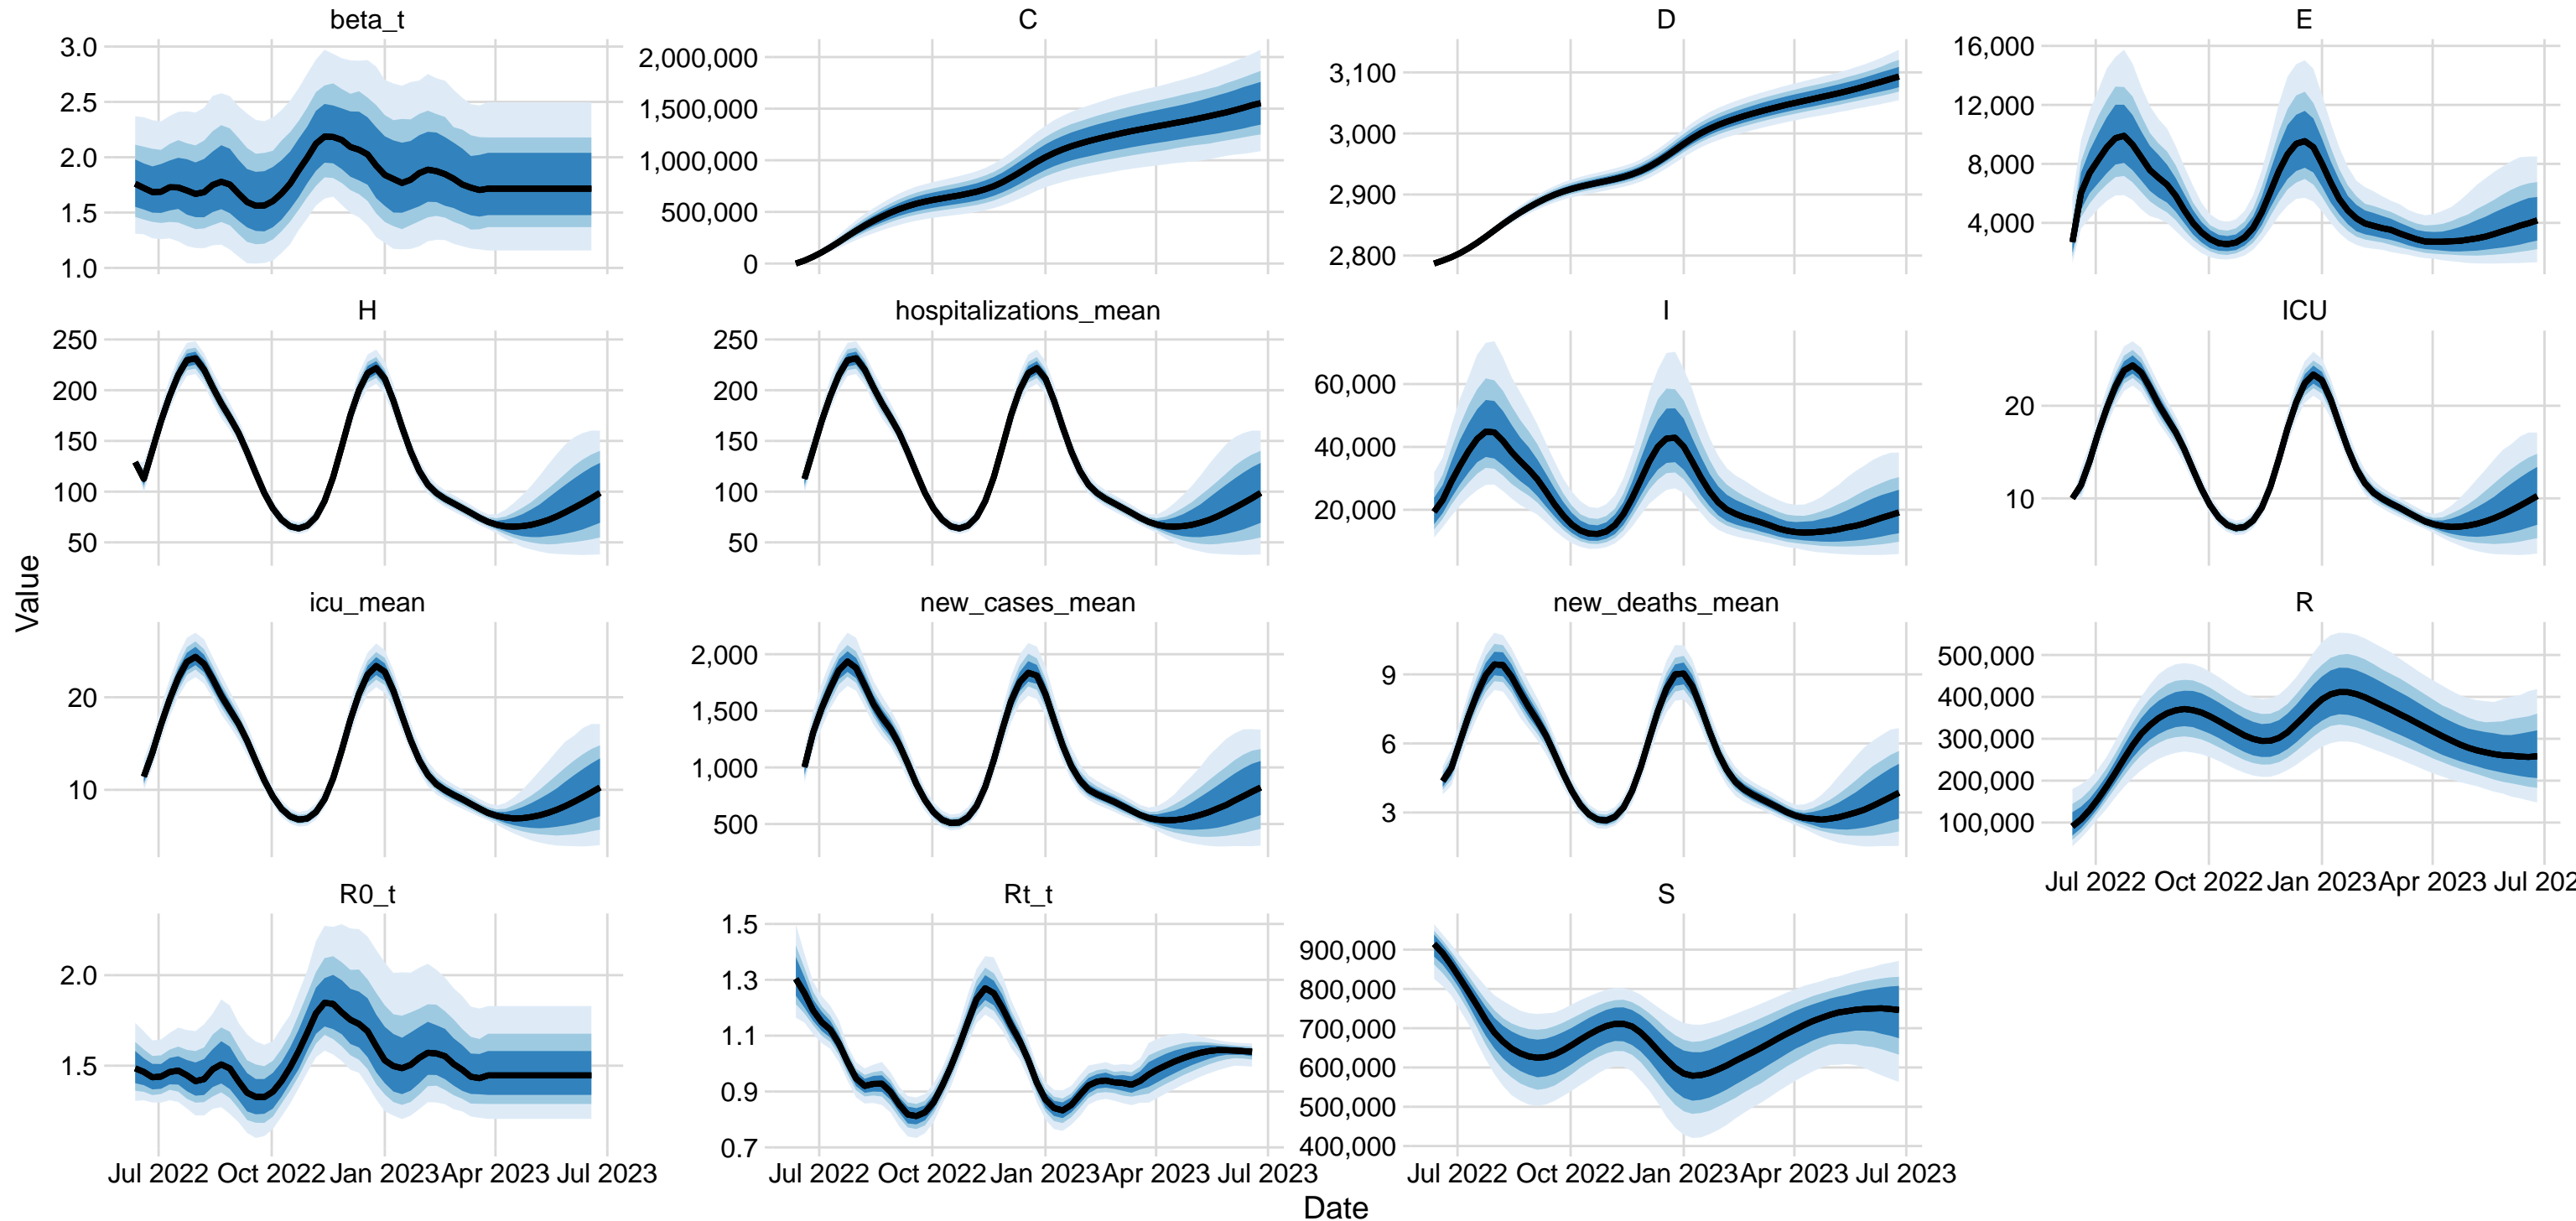 beta_t
C
D
E
3.0
2.5
2.0
1.5
1.0
2,000,000
1,500,000
1,000,000
500,000
0
3,100
3,000
2,900
2,800
16,000
12,000
8,000
4,000
H
hospitalizations_mean
I
ICU
250
200
150
100
50
250
200
150
100
50
60,000
40,000
20,000
20
10
Value
icu_mean
new_cases_mean
new_deaths_mean
R
20
10
2,000
1,500
1,000
500
9
6
3
500,000
400,000
300,000
200,000
100,000
Jul 2022 Oct 2022 Jan 2023 Apr 2023 Jul 202
R0_t
Rt_t
S
2.0
1.5
1.5
1.3
1.1
0.9
0.7
900,000
800,000
700,000
600,000
500,000
400,000
Jul 2022 Oct 2022 Jan 2023 Apr 2023 Jul 2023
Jul 2022 Oct 2022 Jan 2023 Apr 2023 Jul 2023
Jul 2022 Oct 2022 Jan 2023 Apr 2023 Jul 2023
Date